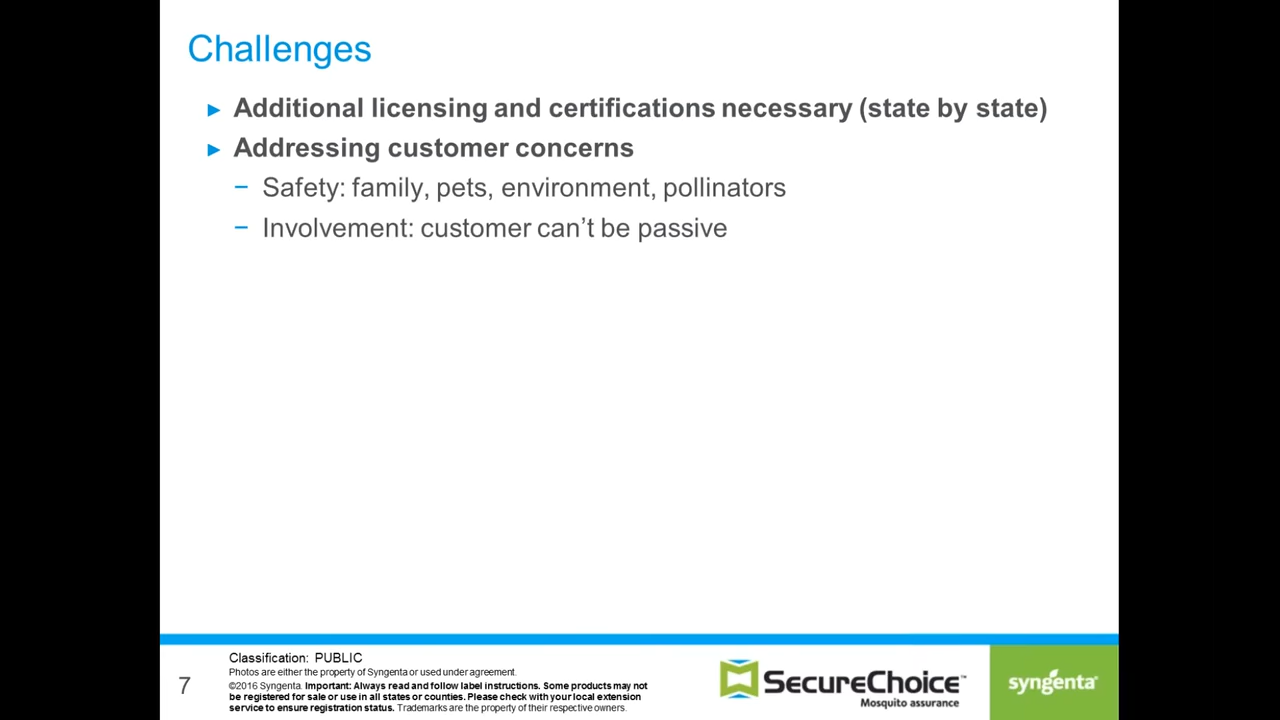 Challenges
► Additional licensing and certifications necessary (state by state)
► Addressing customer concerns
− Safety: family, pets, environment, pollinators
− Involvement: customer can’t be passive
7
Classification: PUBLIC
Photos are either the property of Syngenta or used under agreement.
©2016 Syngenta. Important: Always read and follow label instructions. Some products may not
be registered for sale or use in all states or counties. Please check with your local extension
service to ensure registration status. Trademarks are the property of their respective owners.
SecureChoice™
Mosquito assurance
syngenta